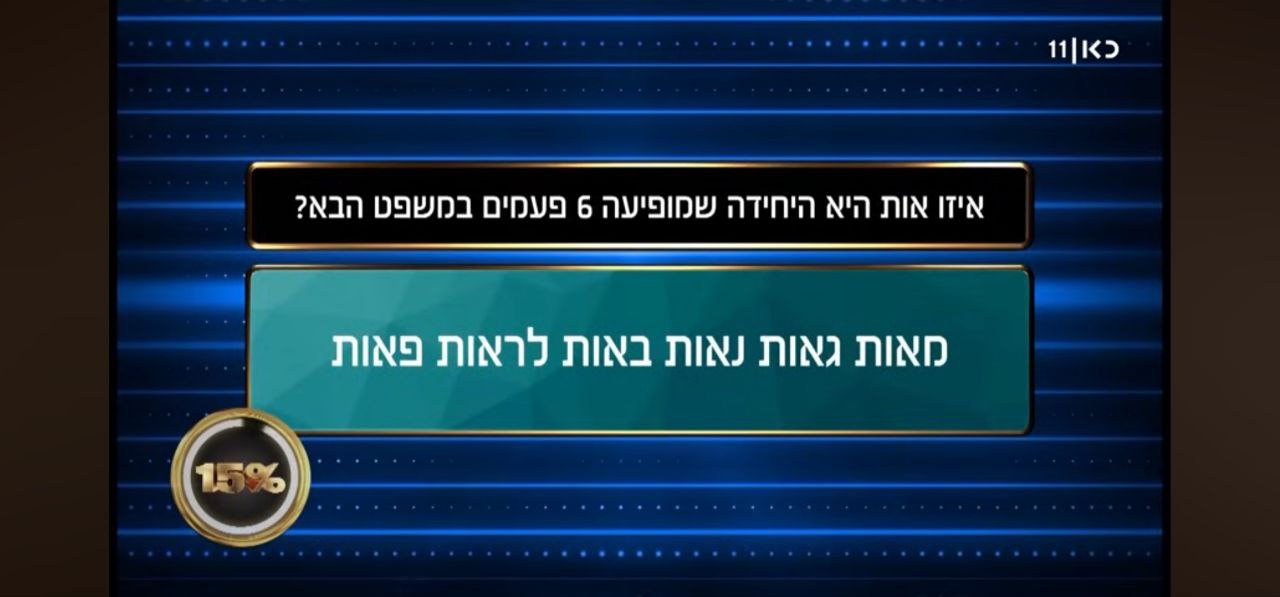 כאן|11
איזו אות היא היחידה שמופיעה 6 פעמים במשפט הבא?
מאות גאות נאות באות לראות פאות
15%